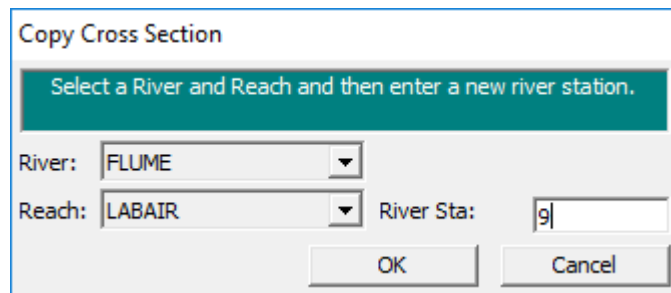 Copy Cross Section
Select a River and Reach and then enter a new river station.
River: FLUME
Reach: LABAIR River Sta: 9
OK Cancel